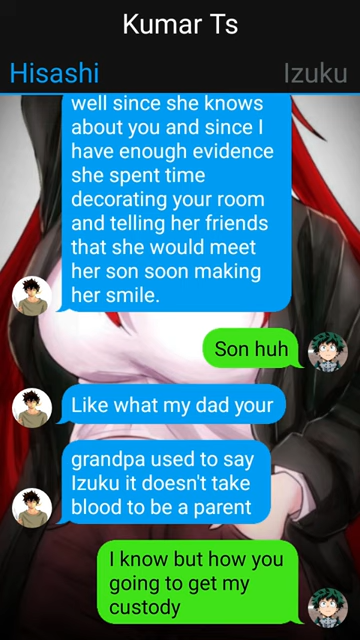 Kumar Ts
Hisashi Izuku
well since she knows
about you and since I
have enough evidence
she spent time
decorating your room
and telling her friends
that she would meet
her son soon making
her smile.
Son huh
Like what my dad your
grandpa used to say
Izuku it doesn't take
blood to be a parent
I know but how you
going to get my
custody